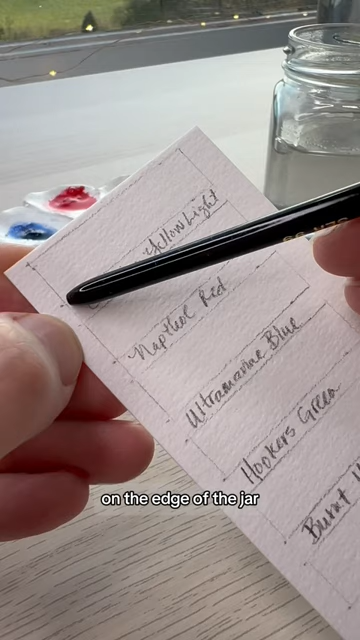 Yellow Light
Napthol Red
Ultramarine Blue
Hookers Green
Burnt
on the edge of the jar